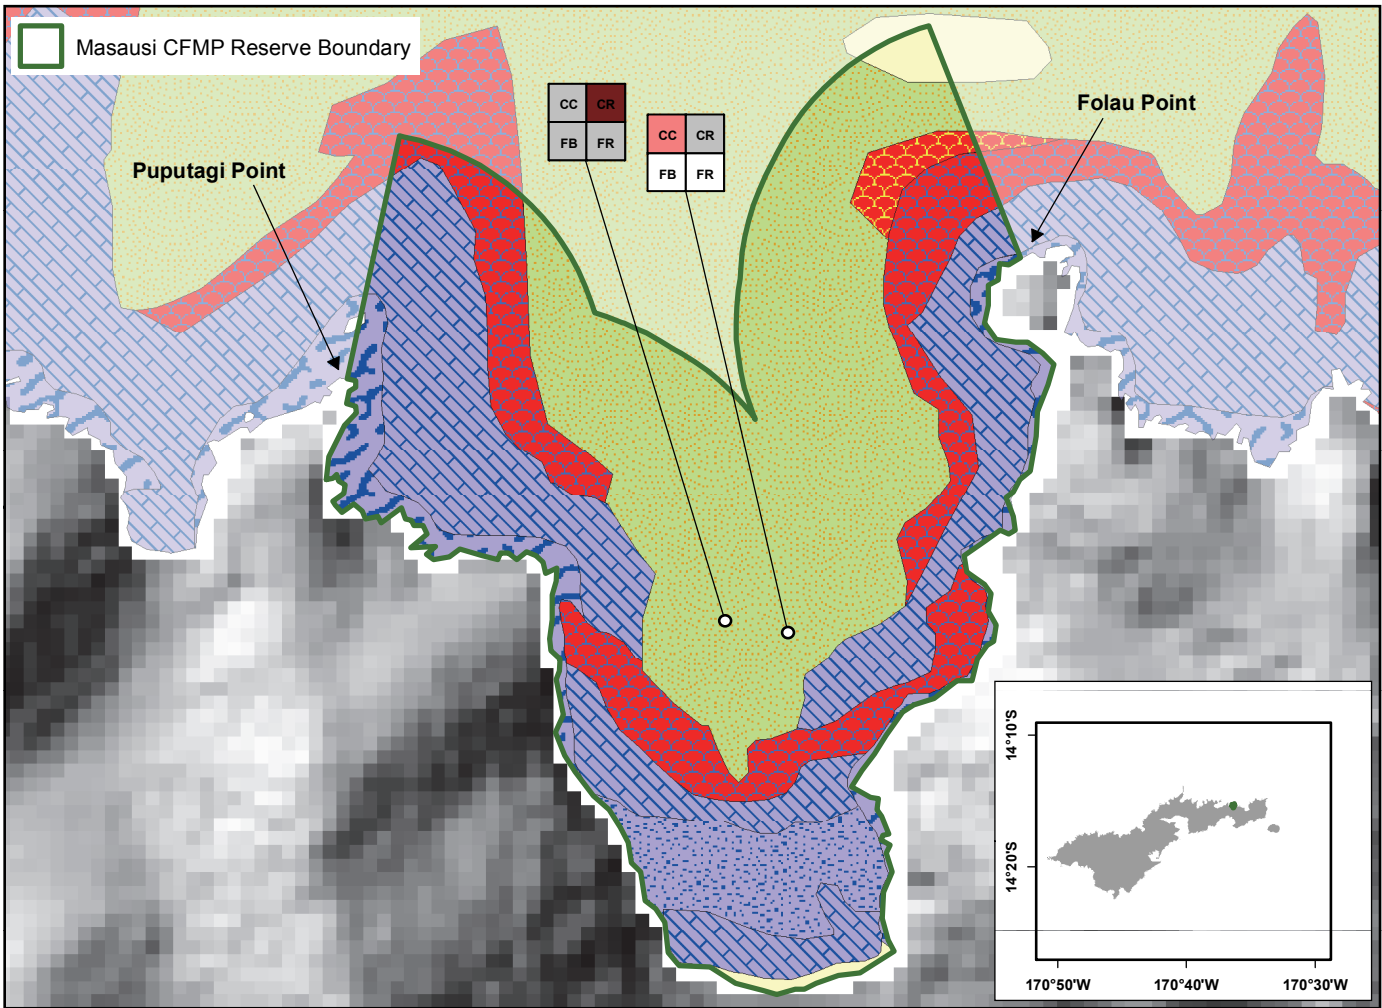 Masausi CFMP Reserve Boundary
Puputagi Point
CC CR
FB FR
CC CR
FB FR
Folau Point
14°10'S
14°20'S
170°50'W 170°40'W 170°30'W